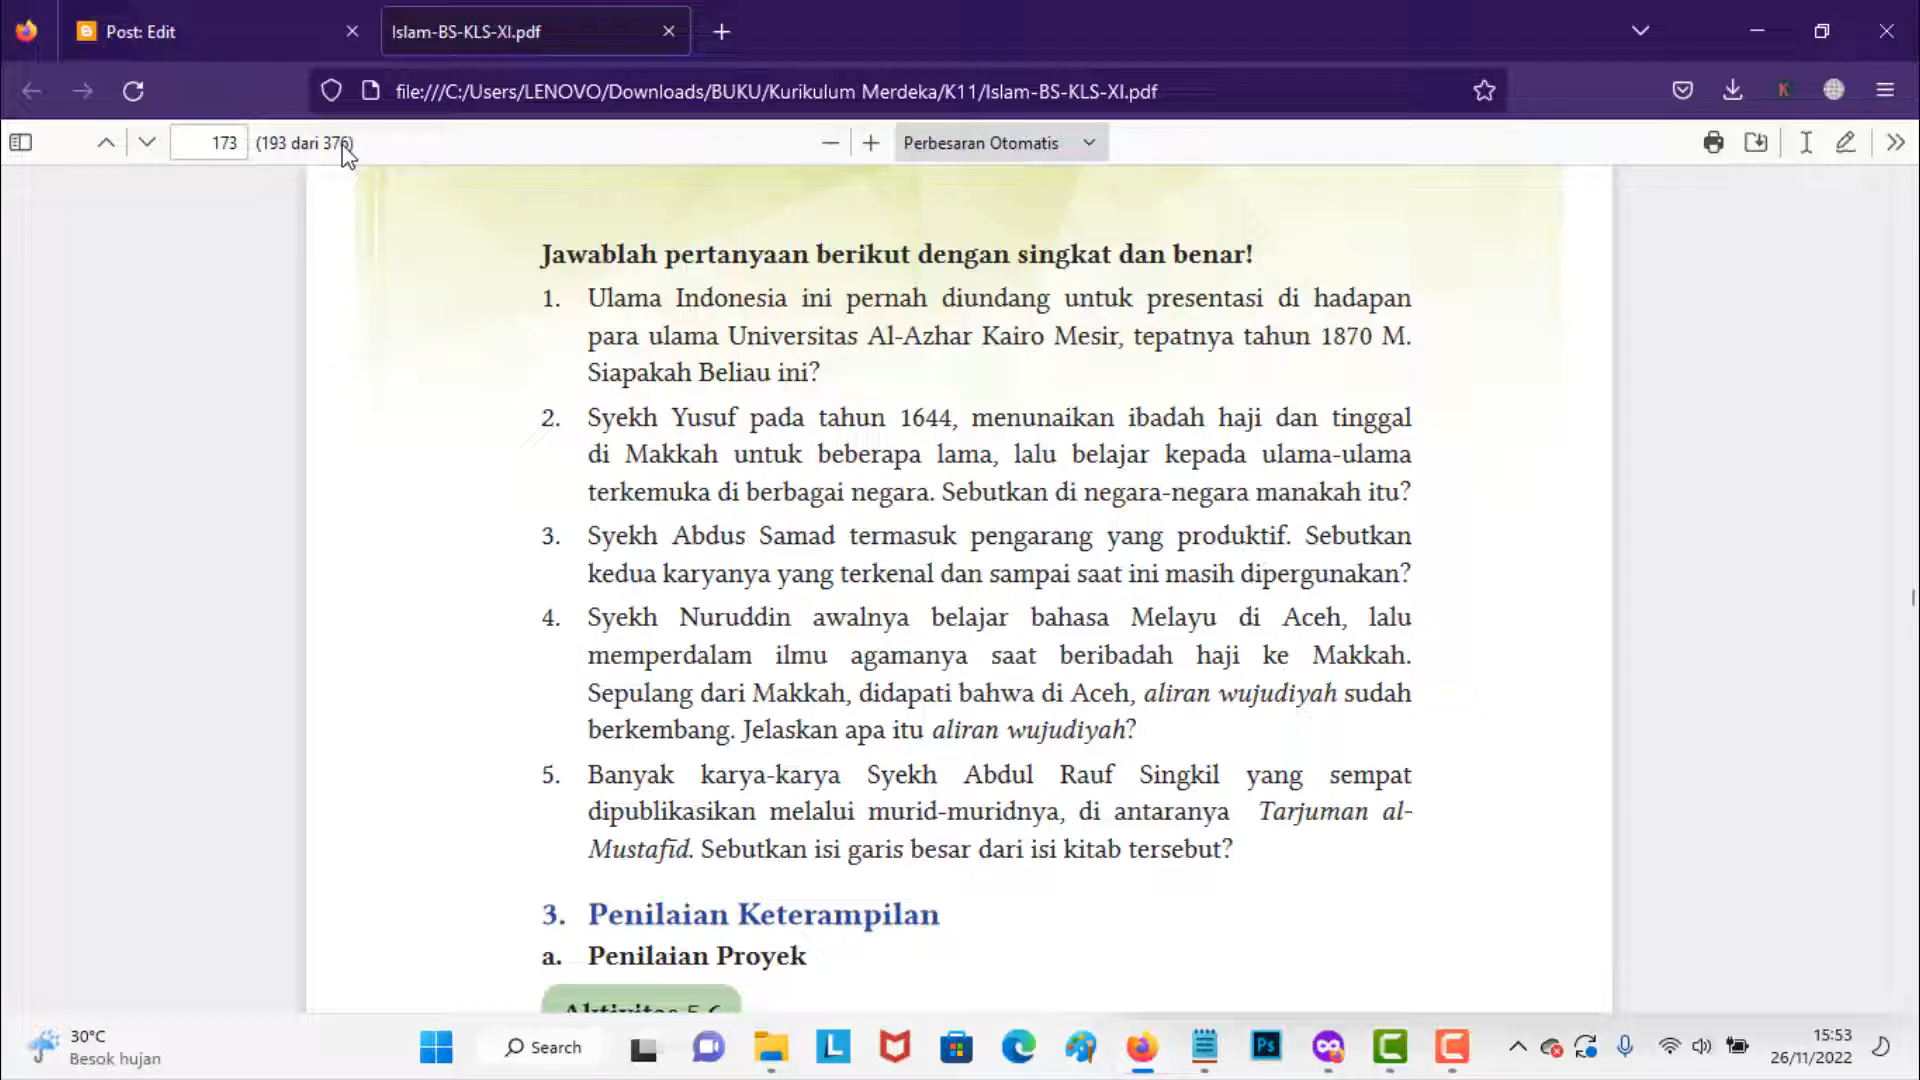 Post: Edit
Islam-BS-KLS-XI.pdf
file:///C:/Users/LENOVO/Downloads/BUKU/Kurikulum Merdeka/K11/Islam-BS-KLS-XI.pdf
173 (193 dari 376)
Perbesaran Otomatis
Jawablah pertanyaan berikut dengan singkat dan benar!
1. Ulama Indonesia ini pernah diundang untuk presentasi di hadapan
para ulama Universitas Al-Azhar Kairo Mesir, tepatnya tahun 1870 M.
Siapakah Beliau ini?
2. Syekh Yusuf pada tahun 1644, menunaikan ibadah haji dan tinggal
di Makkah untuk beberapa lama, lalu belajar kepada ulama-ulama
terkemuka di berbagai negara. Sebutkan di negara-negara manakah itu?
3. Syekh Abdus Samad termasuk pengarang yang produktif. Sebutkan
kedua karyanya yang terkenal dan sampai saat ini masih dipergunakan?
4. Syekh Nuruddin awalnya belajar bahasa Melayu di Aceh, lalu
memperdalam ilmu agamanya saat beribadah haji ke Makkah.
Sepulang dari Makkah, didapati bahwa di Aceh, aliran wujudiyah sudah
berkembang. Jelaskan apa itu aliran wujudiyah?
5. Banyak karya-karya Syekh Abdul Rauf Singkil yang sempat
dipublikasikan melalui murid-muridnya, di antaranya Tarjuman al-
Mustafīd. Sebutkan isi garis besar dari isi kitab tersebut?
3. Penilaian Keterampilan
a. Penilaian Proyek
Aktivitas 5.6
30°C
Besok hujan
Search
L
Ps
15:53
26/11/2022